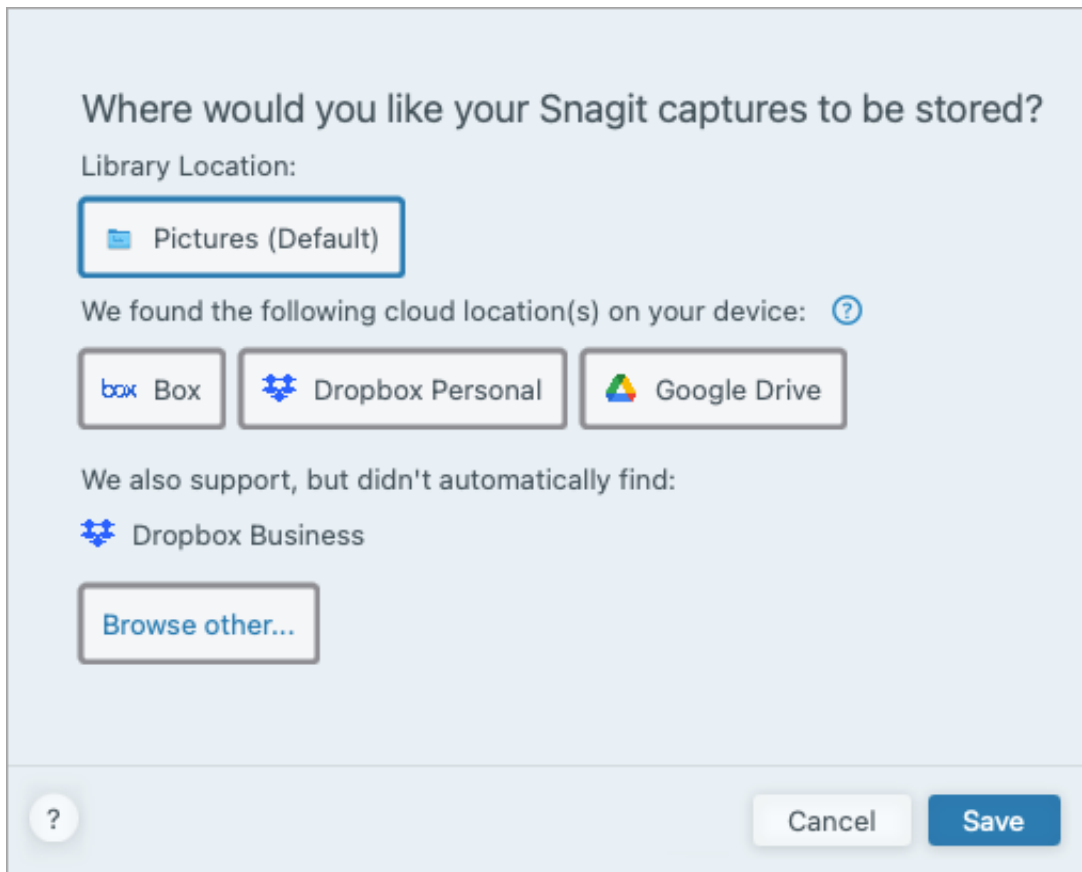 Where would you like your Snagit captures to be stored?
Library Location:
Pictures (Default)
We found the following cloud location(s) on your device: ?
box Box Dropbox Personal Google Drive
We also support, but didn't automatically find:
Dropbox Business
Browse other...
? Cancel Save